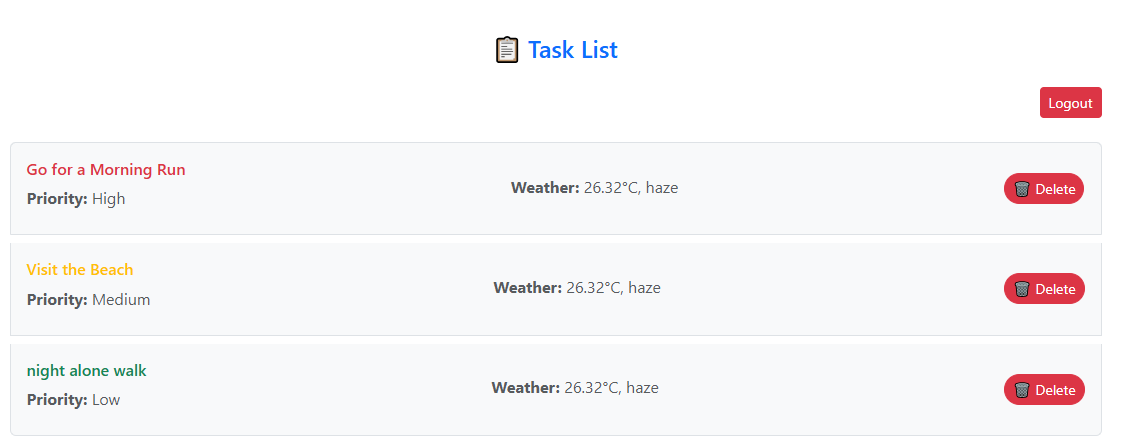 Task List
Logout
Go for a Morning Run
Priority: High
Weather: 26.32°C, haze
Delete
Visit the Beach
Priority: Medium
Weather: 26.32°C, haze
Delete
night alone walk
Priority: Low
Weather: 26.32°C, haze
Delete